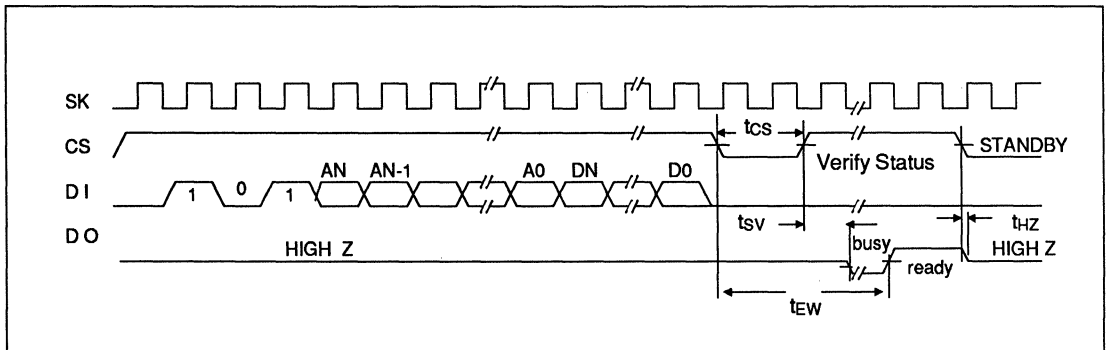 SK
CS
tCS
STANDBY
Verify Status
DI
1
0
1
AN
AN-1
A0
DN
D0
tSV
tHZ
DO
HIGH Z
busy
ready
HIGH Z
tEW